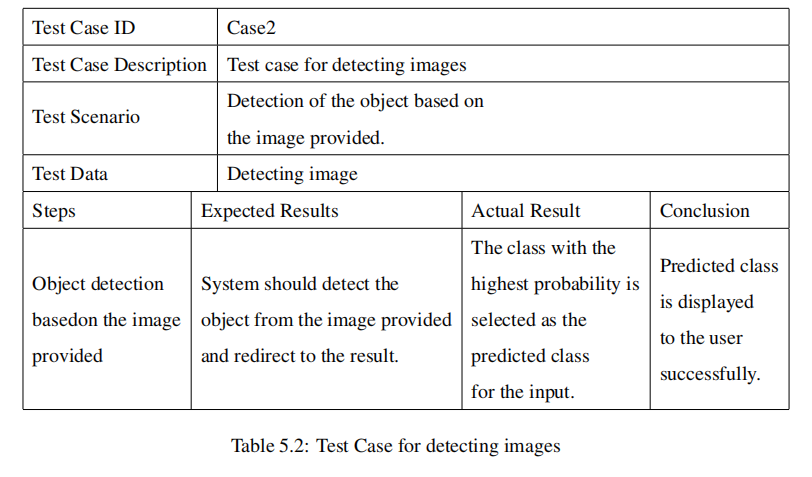 Test Case ID Case2
Test Case Description Test case for detecting images
Test Scenario
Detection of the object based on
the image provided.
Test Data Detecting image
Steps Expected Results Actual Result Conclusion
Object detection
basedon the image
provided
System should detect the
object from the image provided
and redirect to the result.
The class with the
highest probability is
selected as the
predicted class
for the input.
Predicted class
is displayed
to the user
successfully.
Table 5.2: Test Case for detecting images